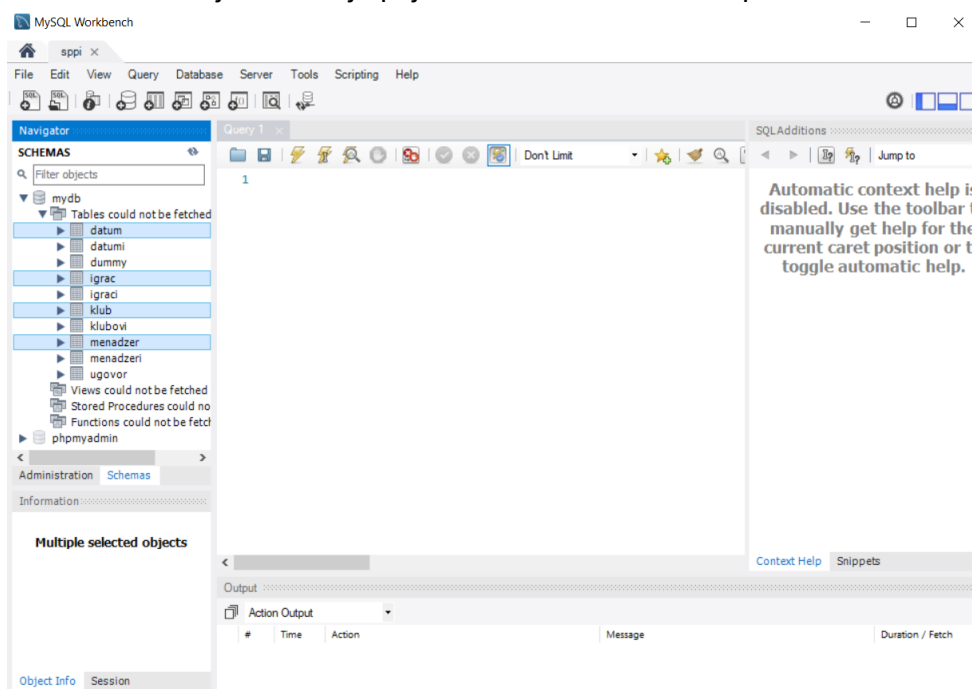 MySQL Workbench
sppi
File Edit View Query Database Server Tools Scripting Help
Navigator
SCHEMAS
Filter objects
mydb
Tables could not be fetched
datum
datumi
dummy
igrac
igraci
klub
klubovi
menadzer
menadzeri
ugovor
Views could not be fetched
Stored Procedures could no
Functions could not be fetch
phpmyadmin
Administration Schemas
Information
Multiple selected objects
Object Info Session
Query 1
Don't Limit
1
SQLAdditions
Jump to
Automatic context help is
disabled. Use the toolbar t
manually get help for the
current caret position or t
toggle automatic help.
Context Help Snippets
Output
Action Output
# Time Action Message Duration / Fetch